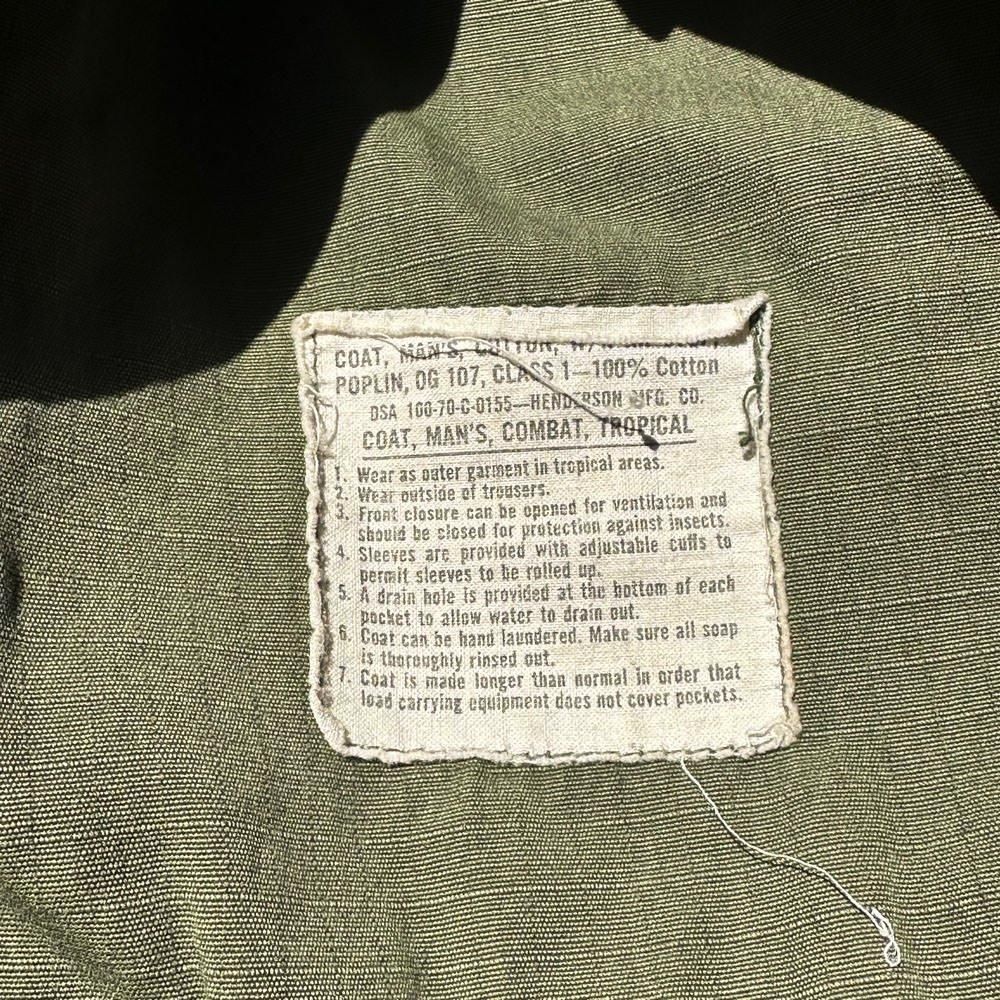 COAT, MAN'S, COTTON,
POPLIN, OG 107, CLASS 1—100% Cotton
DSA 100-70-C-0155—HENDERSON MFG. CO.
COAT, MAN'S, COMBAT, TROPICAL
1. Wear as outer garment in tropical areas.
2. Wear outside of trousers.
3. Front closure can be opened for ventilation and
should be closed for protection against insects.
4. Sleeves are provided with adjustable cuffs to
permit sleeves to be rolled up.
5. A drain hole is provided at the bottom of each
pocket to allow water to drain out.
6. Coat can be hand laundered. Make sure all soap
is thoroughly rinsed out.
7. Coat is made longer than normal in order that
load carrying equipment does not cover pockets.